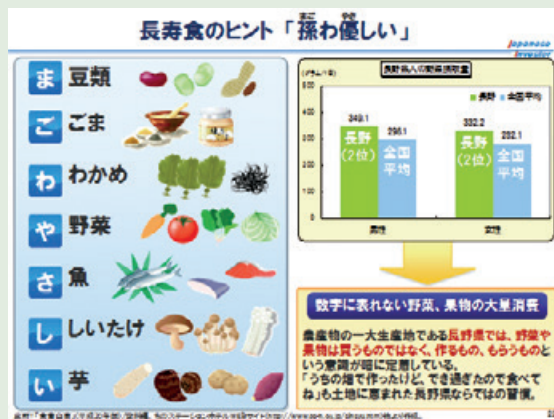 長寿食のヒント「孫わ優しい」
まご やさ
Japanese
Investor
ま 豆類
ご ごま
わ わかめ
や 野菜
さ 魚
し しいたけ
い 芋
長野県人の野菜摂取量
(グラム/日)
長野 全国平均
500
400
300
200
100
0
349.1
296.1
332.2
282.1
長野
(2位)
全国
平均
長野
(2位)
全国
平均
男性
女性
数字に表れない野菜、果物の大量消費
農産物の一大生産地である長野県では、野菜や
果物は買うものではなく、作るもの、もらうものと
いう意識が暗に定着している。
「うちの畑で作ったけど、でき過ぎたので食べて
ね」も土地に恵まれた長野県ならではの習慣。